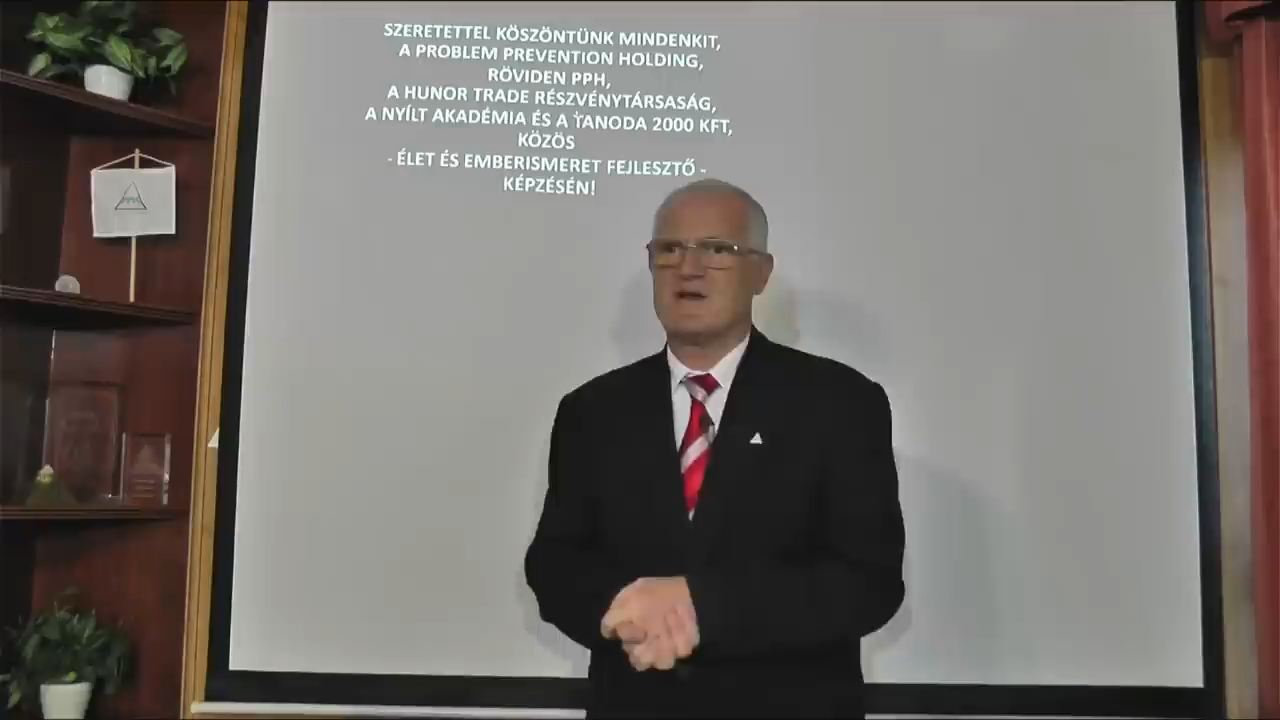 SZERETETTEL KÖSZÖNTÜNK MINDENKIT,
A PROBLEM PREVENTION HOLDING,
RÖVIDEN PPH,
A HUNOR TRADE RÉSZVÉNYTÁRSASÁG,
A NYÍLT AKADÉMIA ÉS A TANODA 2000 KFT,
KÖZÖS
- ÉLET ÉS EMBERISMERET FEJLESZTŐ -
KÉPZÉSÉN!